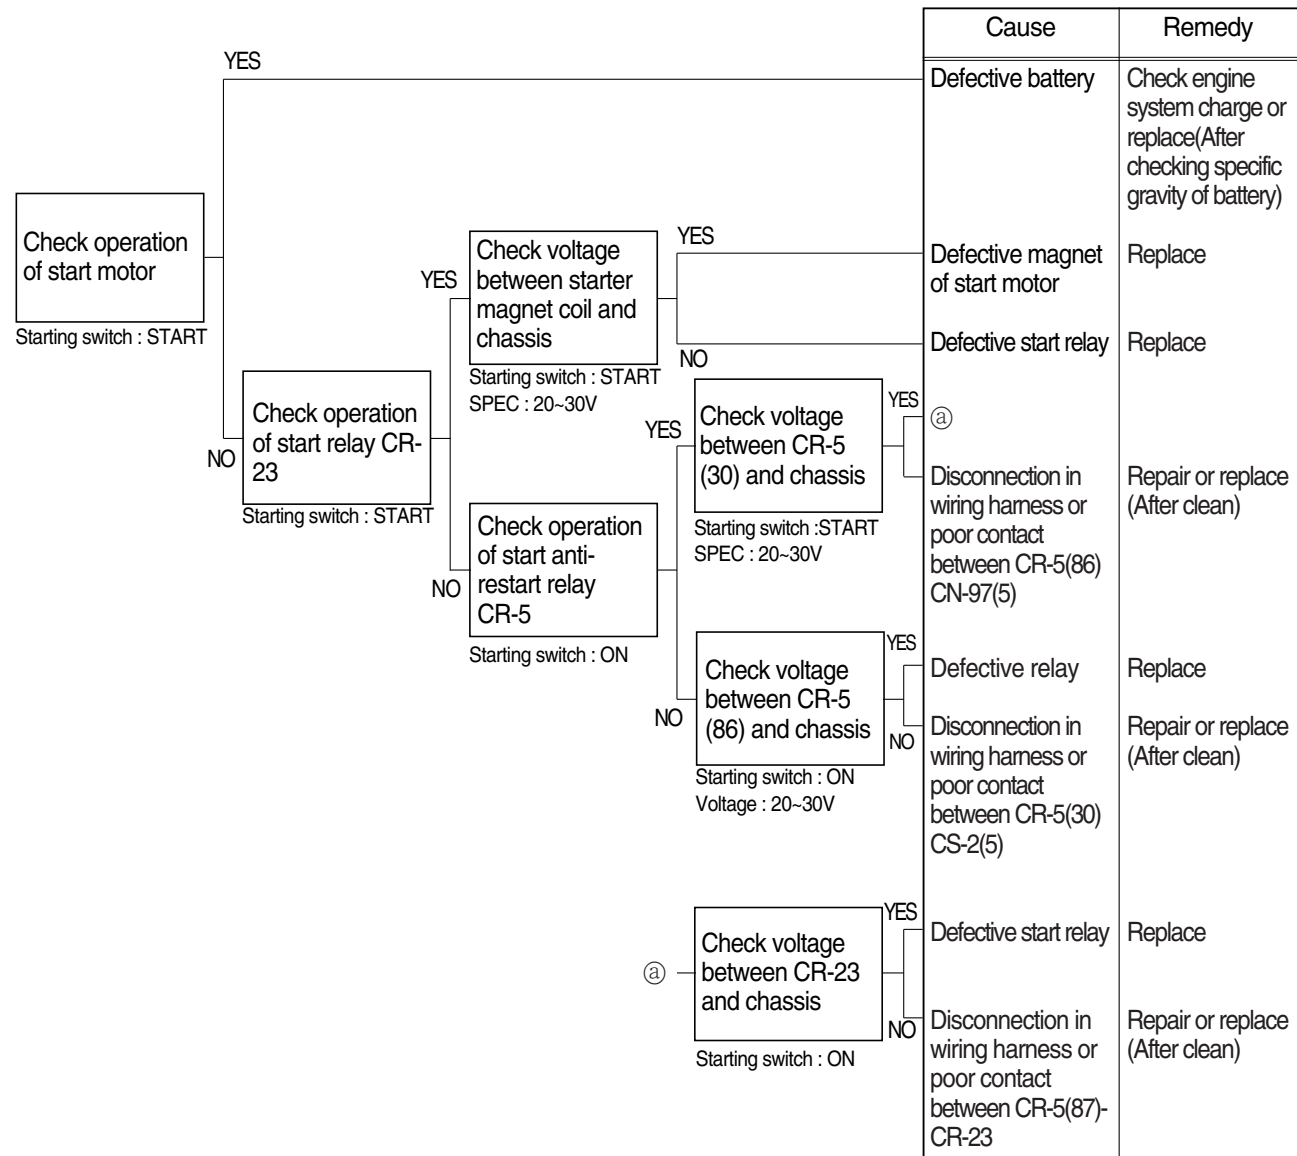 Cause
Remedy
YES
Defective battery
Check engine
system charge or
replace(After
checking specific
gravity of battery)
Check operation
of start motor
Starting switch : START
YES
Check voltage
between starter
magnet coil and
chassis
Starting switch : START
SPEC : 20~30V
YES
Defective magnet
of start motor
Replace
NO
Defective start relay
Replace
NO
Check operation
of start relay CR-
23
Starting switch : START
YES
Check voltage
between CR-5
(30) and chassis
Starting switch :START
SPEC : 20~30V
YES
ⓐ
Disconnection in
wiring harness or
poor contact
between CR-5(86)
CN-97(5)
Repair or replace
(After clean)
NO
Check operation
of start anti-
restart relay
CR-5
Starting switch : ON
NO
Check voltage
between CR-5
(86) and chassis
Starting switch : ON
Voltage : 20~30V
YES
Defective relay
Replace
NO
Disconnection in
wiring harness or
poor contact
between CR-5(30)
CS-2(5)
Repair or replace
(After clean)
ⓐ
Check voltage
between CR-23
and chassis
Starting switch : ON
YES
Defective start relay
Replace
NO
Disconnection in
wiring harness or
poor contact
between CR-5(87)-
CR-23
Repair or replace
(After clean)